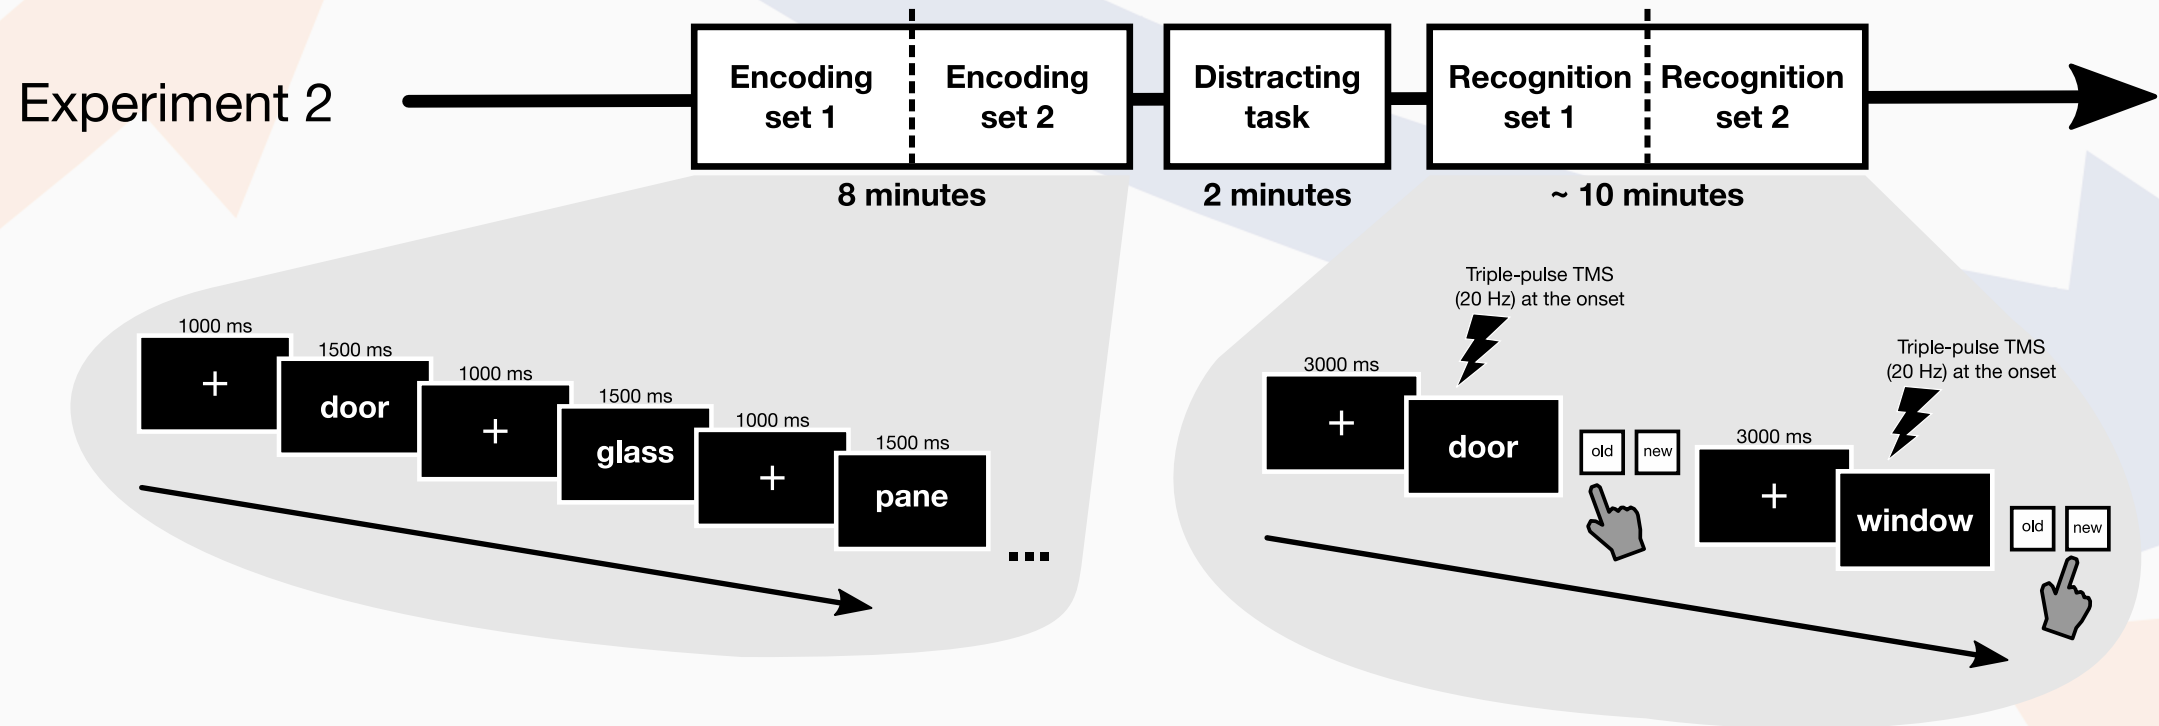 Experiment 2
Encoding
set 1
Encoding
set 2
Distracting
task
Recognition
set 1
Recognition
set 2
8 minutes
2 minutes
~ 10 minutes
1000 ms
+
1500 ms
door
1000 ms
+
1500 ms
glass
1000 ms
+
1500 ms
pane
...
3000 ms
+
Triple-pulse TMS
(20 Hz) at the onset
door
old
new
3000 ms
+
Triple-pulse TMS
(20 Hz) at the onset
window
old
new